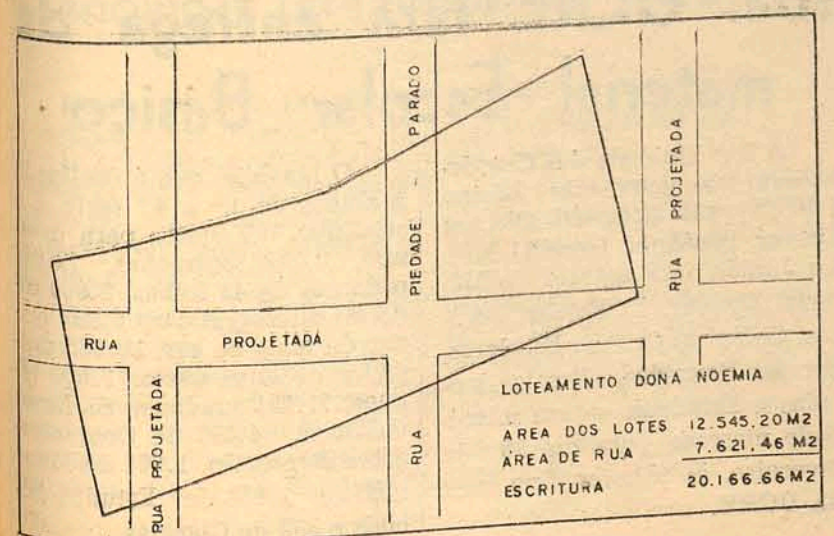 PIEDADE PARADO
RUA PROJETADA
RUA PROJETADA
RUA PROJETADA
RUA
LOTEAMENTO DONA NOEMIA
AREA DOS LOTES 12.545,20M2
AREA DE RUA 7.621,46 M2
ESCRITURA 20.166.66M2